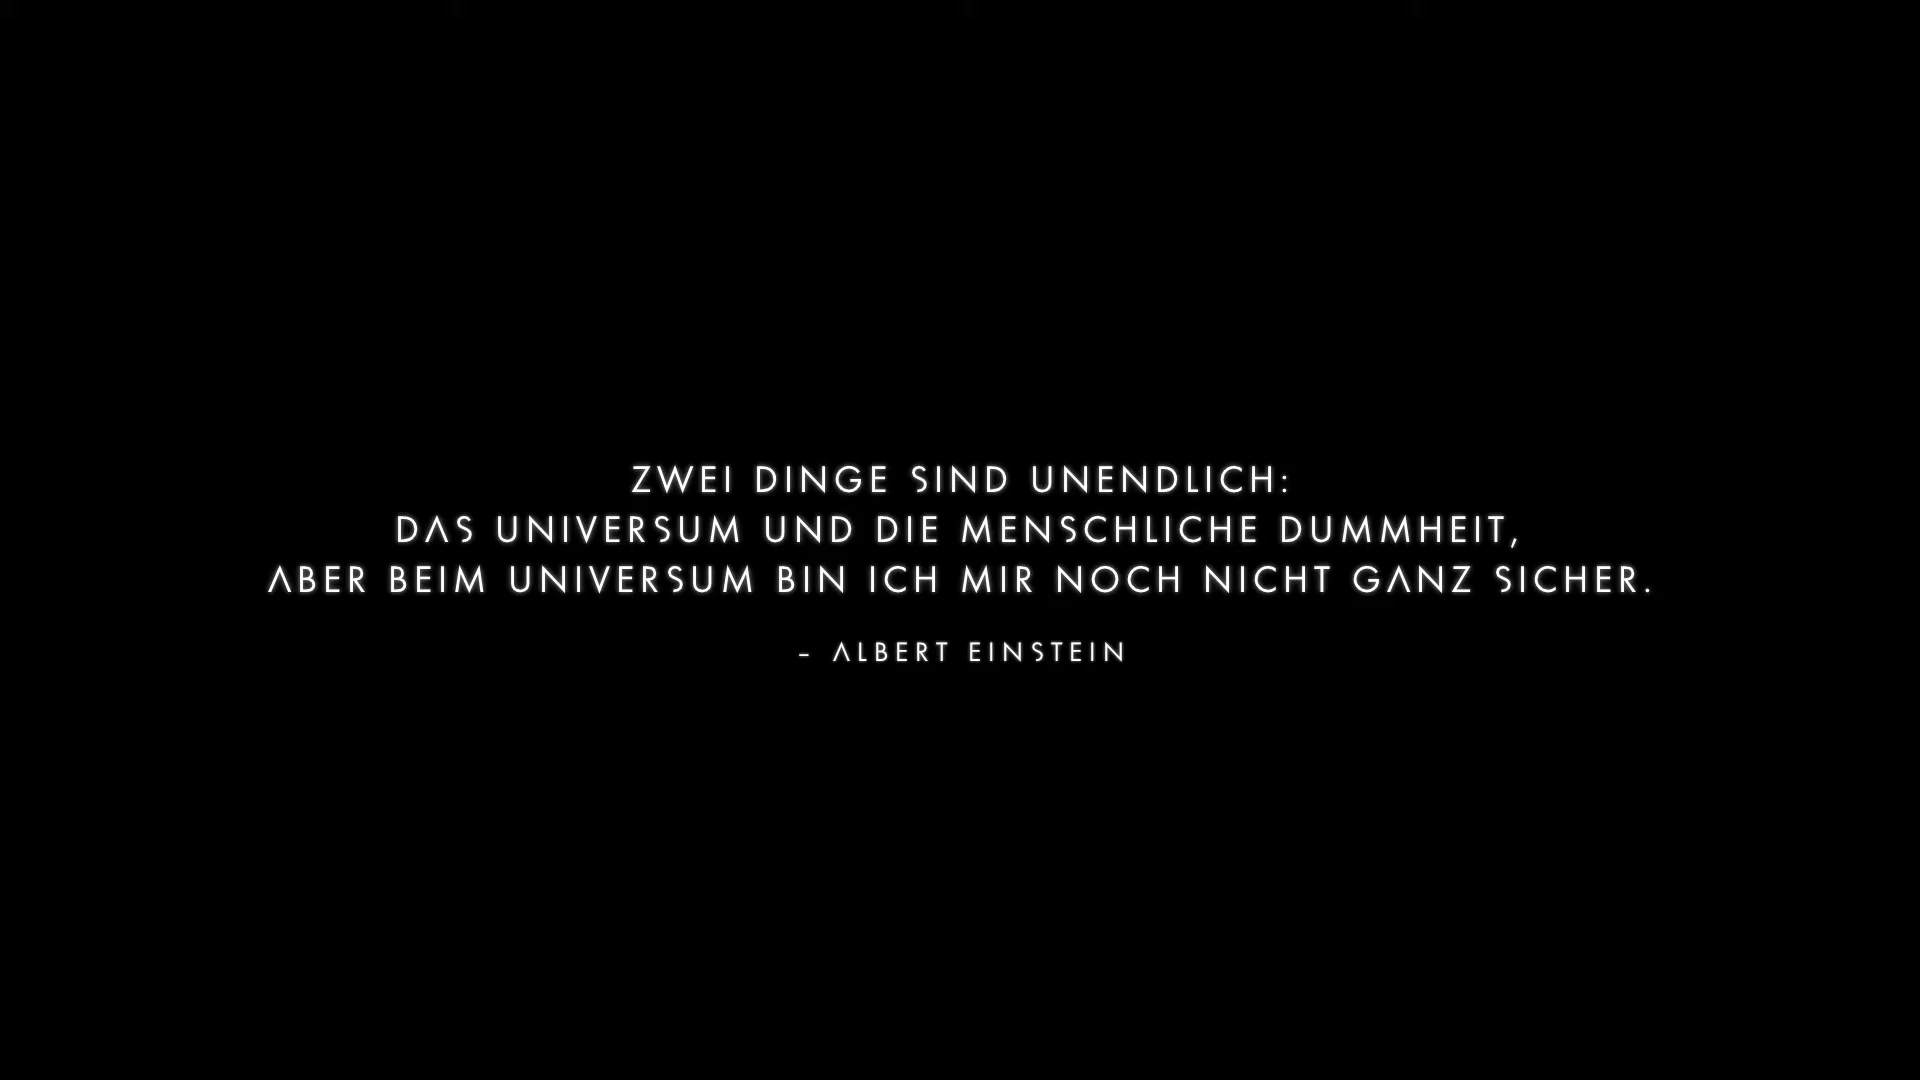 ZWEI DINGE SIND UNENDLICH:
DAS UNIVERSUM UND DIE MENSCHLICHE DUMMHEIT,
ABER BEIM UNIVERSUM BIN ICH MIR NOCH NICHT GANZ SICHER.
– ALBERT EINSTEIN